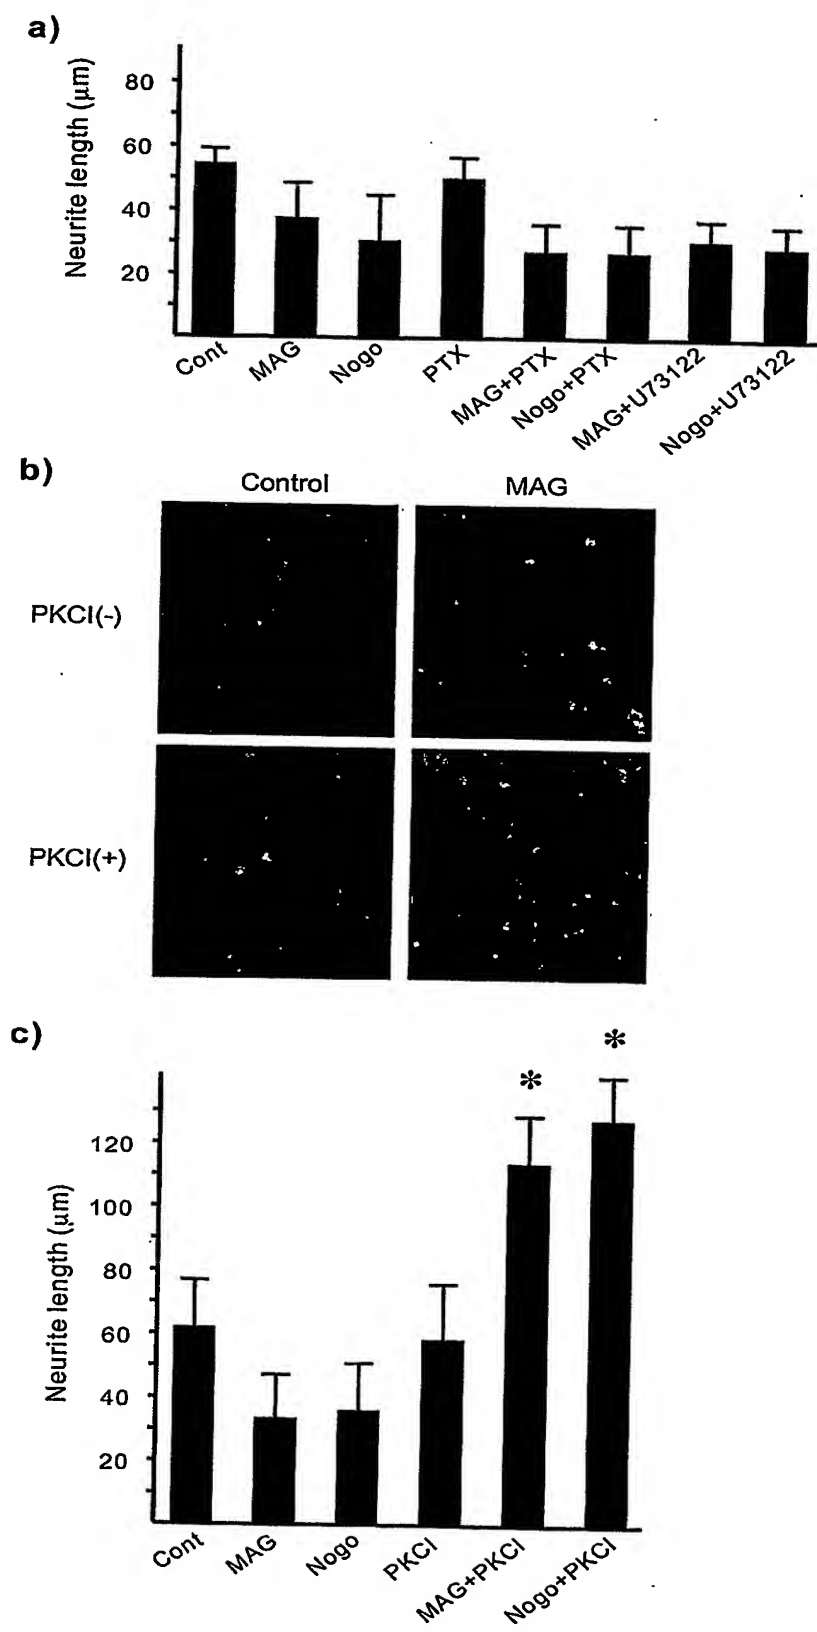 a)
Neurite length (μm)
80
60
40
20
Cont
MAG
Nogo
PTX
MAG+PTX
Nogo+PTX
MAG+U73122
Nogo+U73122
b)
Control
MAG
PKCI(-)
PKCI(+)
c)
*
*
Neurite length (μm)
120
100
80
60
40
20
Cont
MAG
Nogo
PKCI
MAG+PKCI
Nogo+PKCI